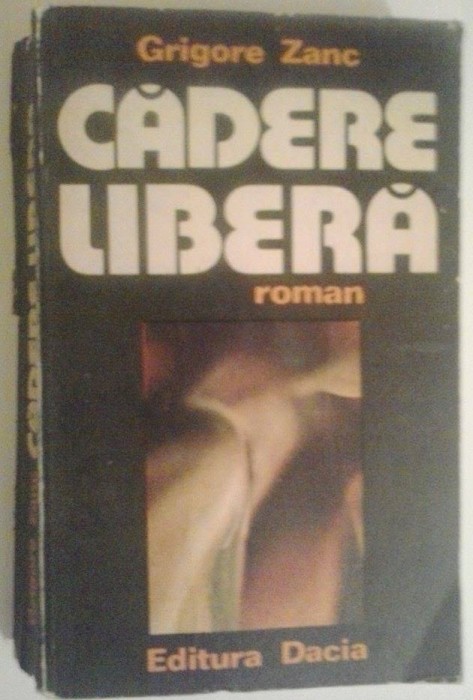 Grigore Zanc
CĂDERE
LIBERĂ
roman
Editura Dacia